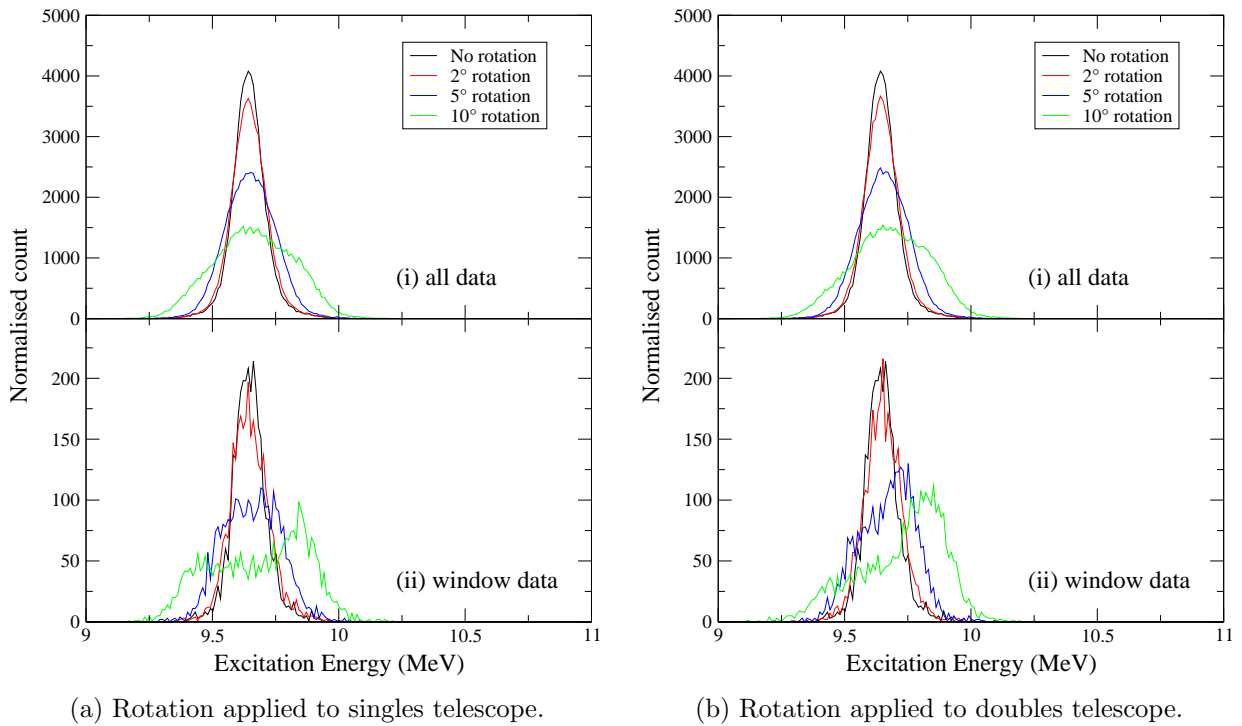 5000
4000
3000
2000
1000
0
No rotation
2° rotation
5° rotation
10° rotation
(i) all data
Normalised count
200
150
100
50
0
(ii) window data
9
9.5
10
10.5
11
Excitation Energy (MeV)
(a) Rotation applied to singles telescope.
5000
4000
3000
2000
1000
0
No rotation
2° rotation
5° rotation
10° rotation
(i) all data
Normalised count
200
150
100
50
0
(ii) window data
9
9.5
10
10.5
11
Excitation Energy (MeV)
(b) Rotation applied to doubles telescope.